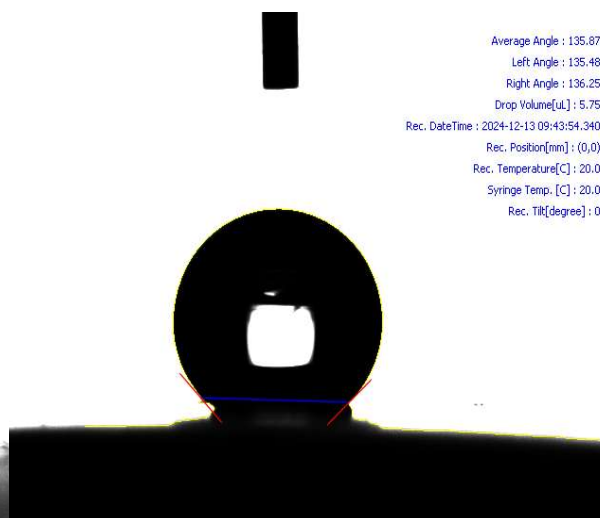 Average Angle : 135.87
Left Angle : 135.48
Right Angle : 136.25
Drop Volume[uL] : 5.75
Rec. DateTime : 2024-12-13 09:43:54.340
Rec. Position[mm] : (0,0)
Rec. Temperature[C] : 20.0
Syringe Temp. [C] : 20.0
Rec. Tilt[degree] : 0